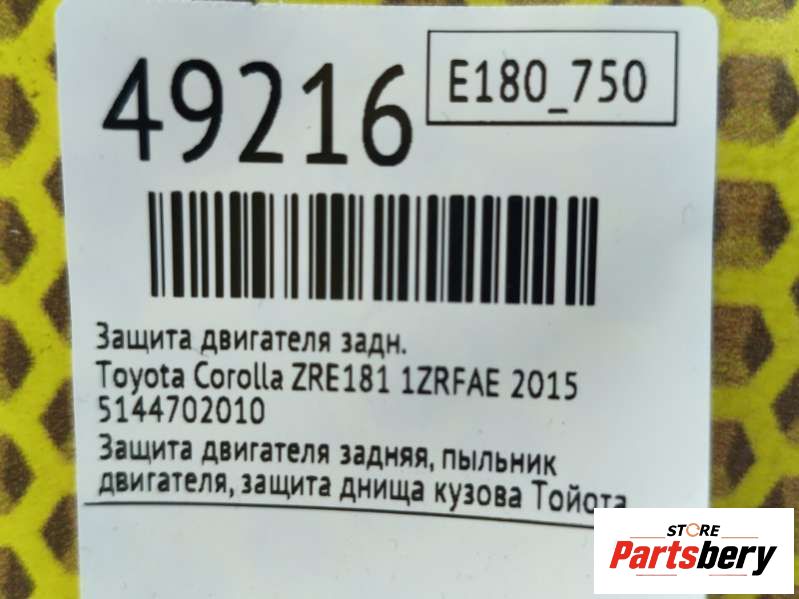 49216
E180_750
Защита двигателя задн.
Toyota Corolla ZRE181 1ZRFAE 2015
5144702010
Защита двигателя задняя, пыльник
двигателя, защита днища кузова Тойота
STORE
Partsbery